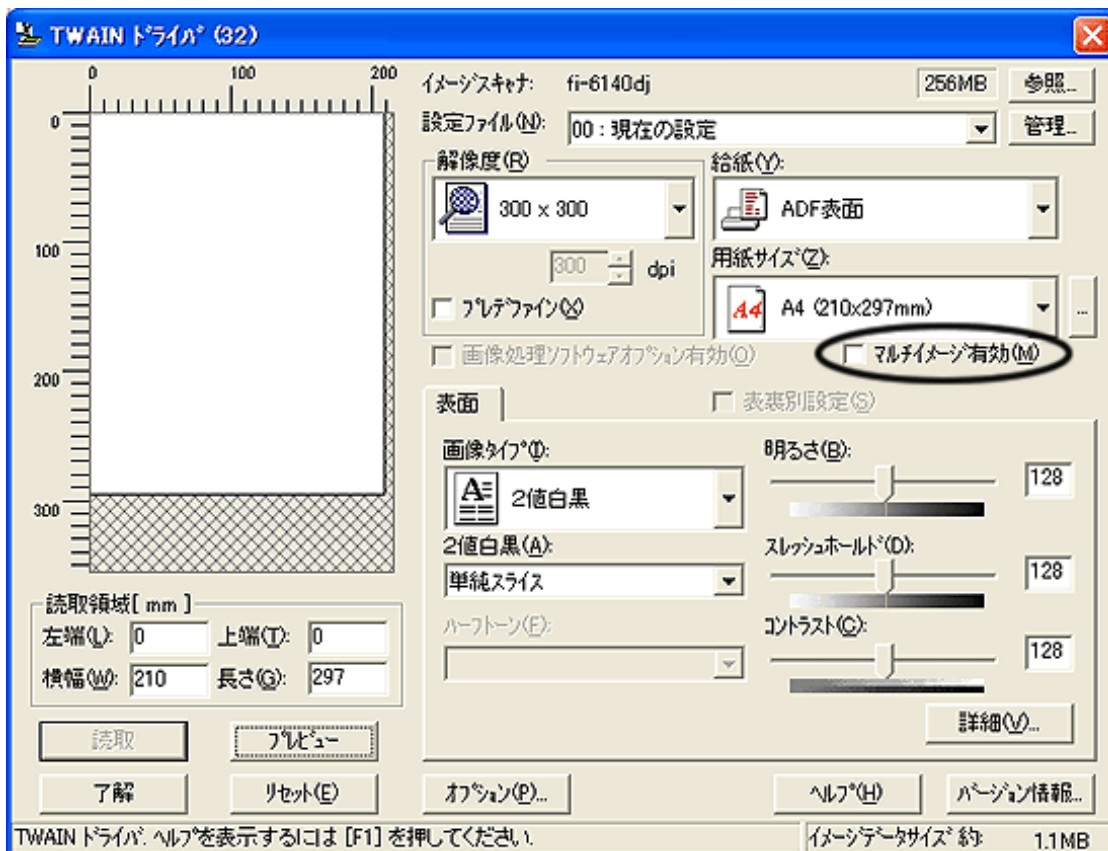 TWAIN ﾄﾞﾗｲﾊﾞ (32)
0 100 200
0
100
200
300
ｲﾒｰｼﾞｽｷｬﾅ: fi-6140dj 256MB 参照...
設定ﾌｧｲﾙ(N): 00 : 現在の設定 管理...
解像度(R)
300 x 300
300 dpi
ﾌﾟﾚﾃﾞﾌｧｲﾝ(X)
給紙(Y):
ADF表面
用紙ｻｲｽﾞ(Z):
A4 A4 (210x297mm) ...
画像処理ｿﾌﾄｳｪｱｵﾌﾟｼｮﾝ有効(O) ﾏﾙﾁｲﾒｰｼﾞ有効(M)
表面 表裏別設定(S)
画像ﾀｲﾌﾟ(I):
A 2値白黒
2値白黒(A):
単純ｽﾗｲｽ
ﾊｰﾌﾄｰﾝ(F):
明るさ(B):
128
ｽﾚｯｼｭﾎｰﾙﾄﾞ(D):
128
ｺﾝﾄﾗｽﾄ(C):
128
詳細(V)...
読取領域[ mm ]
左端(L): 0 上端(T): 0
横幅(W): 210 長さ(G): 297
読取 ﾌﾟﾚﾋﾞｭｰ
了解 ﾘｾｯﾄ(E) ｵﾌﾟｼｮﾝ(P)... ﾍﾙﾌﾟ(H) ﾊﾞｰｼﾞｮﾝ情報...
TWAIN ﾄﾞﾗｲﾊﾞ. ﾍﾙﾌﾟを表示するには [F1] を押してください. ｲﾒｰｼﾞﾃﾞｰﾀｻｲｽﾞ 約: 1.1MB